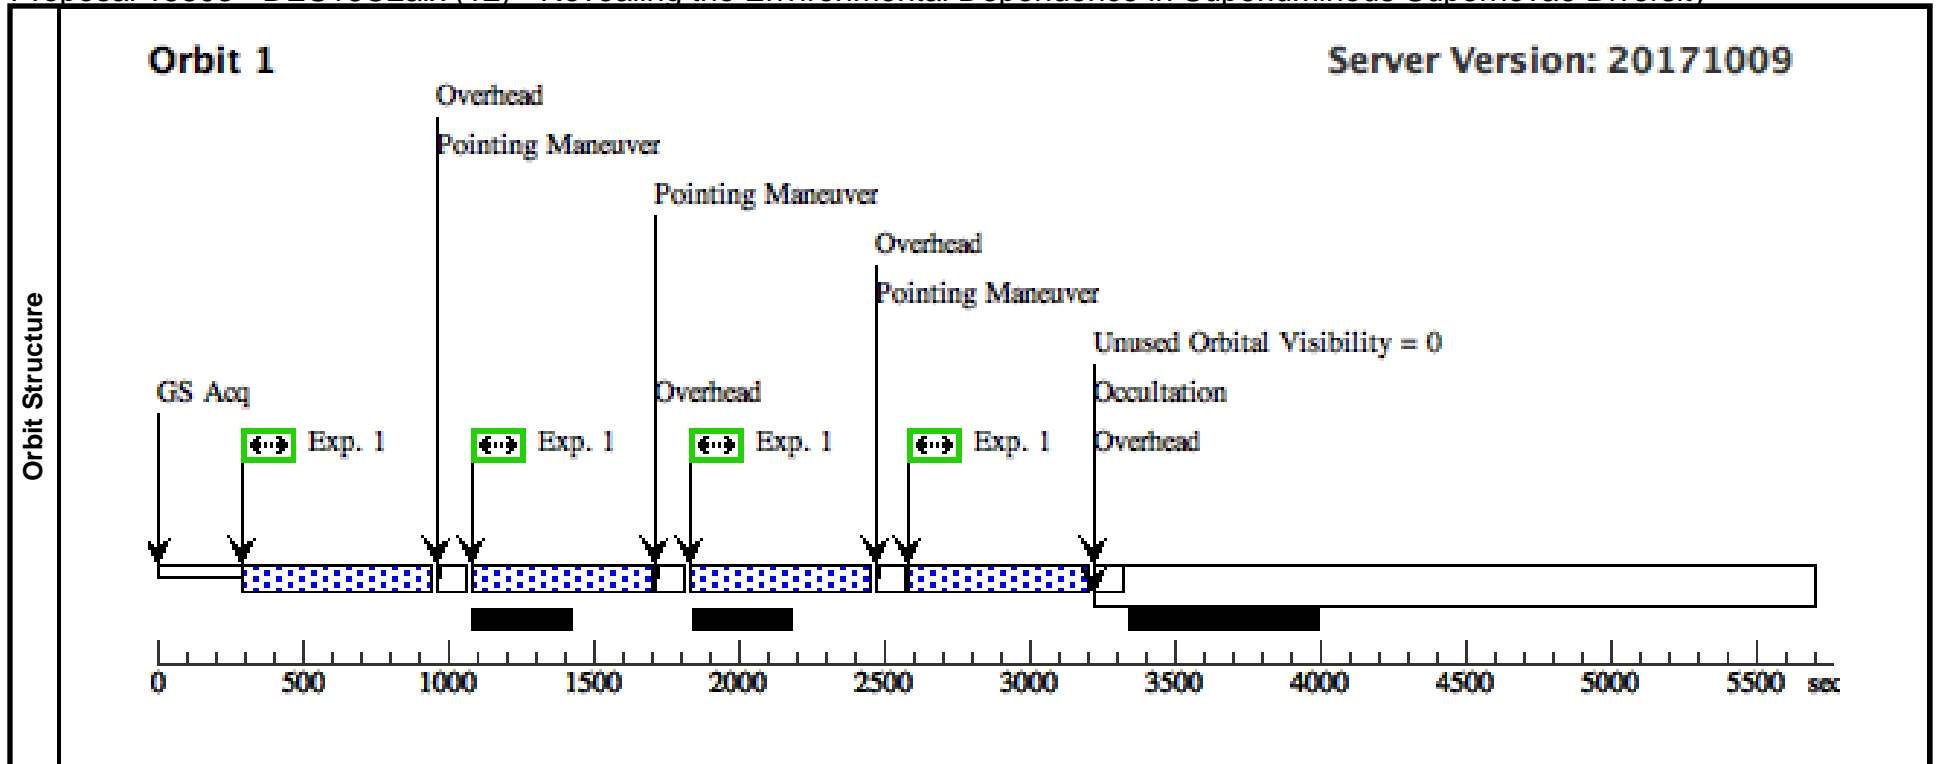 Orbit 1
Server Version: 20171009
Overhead
Pointing Maneuver
Pointing Maneuver
Overhead
Pointing Maneuver
Unused Orbital Visibility = 0
GS Acq
Overhead
Occultation
Exp. 1
Exp. 1
Exp. 1
Exp. 1
Overhead
Orbit Structure
0 500 1000 1500 2000 2500 3000 3500 4000 4500 5000 5500 sec